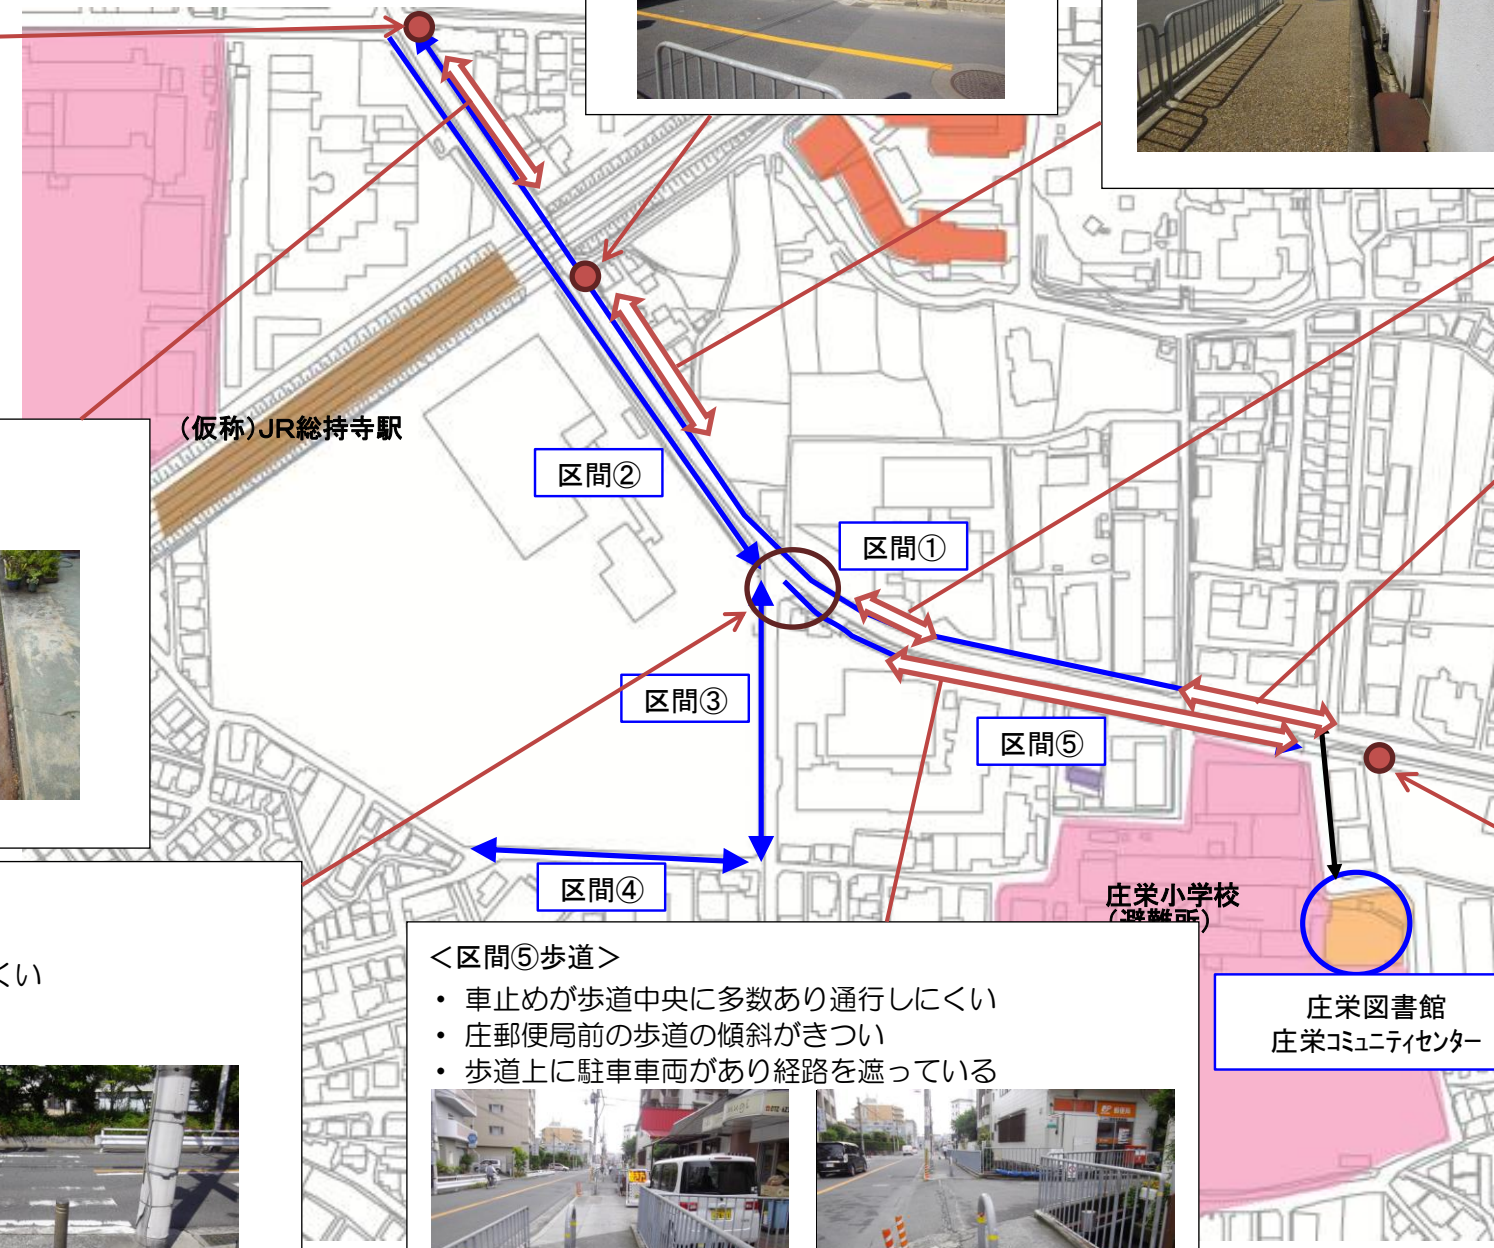 (仮称)JR総持寺駅
区間②
区間①
区間③
区間⑤
区間④
庄栄小学校
(避難所)
庄栄図書館
庄栄コミュニティセンター
くい
＜区間⑤歩道＞
• 車止めが歩道中央に多数あり通行しにくい
• 庄郵便局前の歩道の傾斜がきつい
• 歩道上に駐車車両があり経路を遮っている